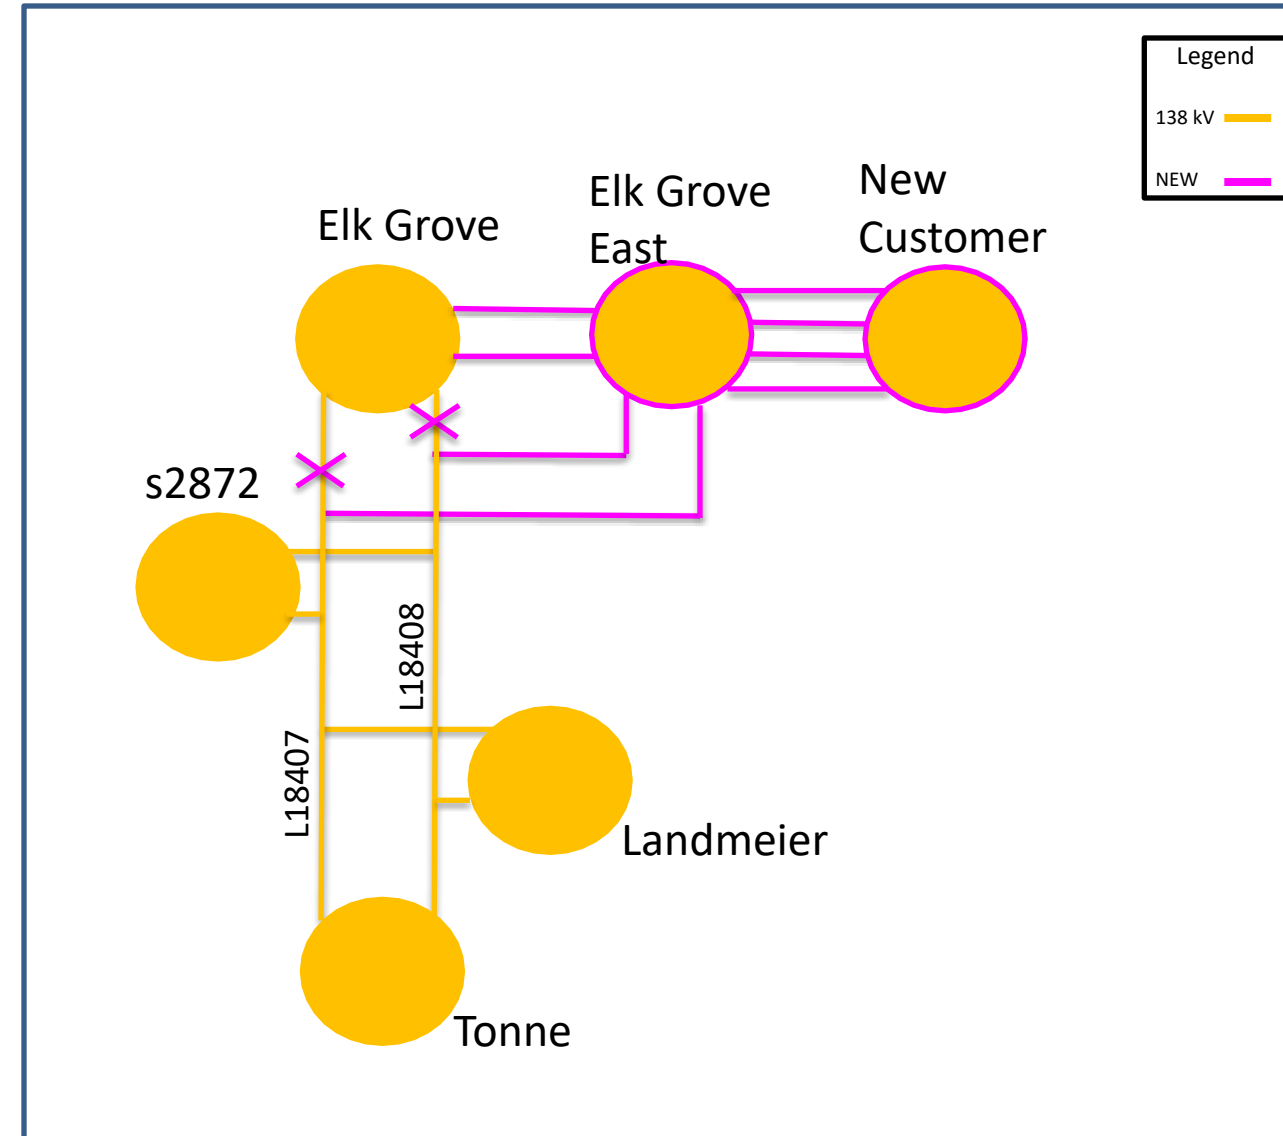 Legend
138 kV
NEW
Elk Grove
Elk Grove
East
New
Customer
s2872
L18408
L18407
Landmeier
Tonne